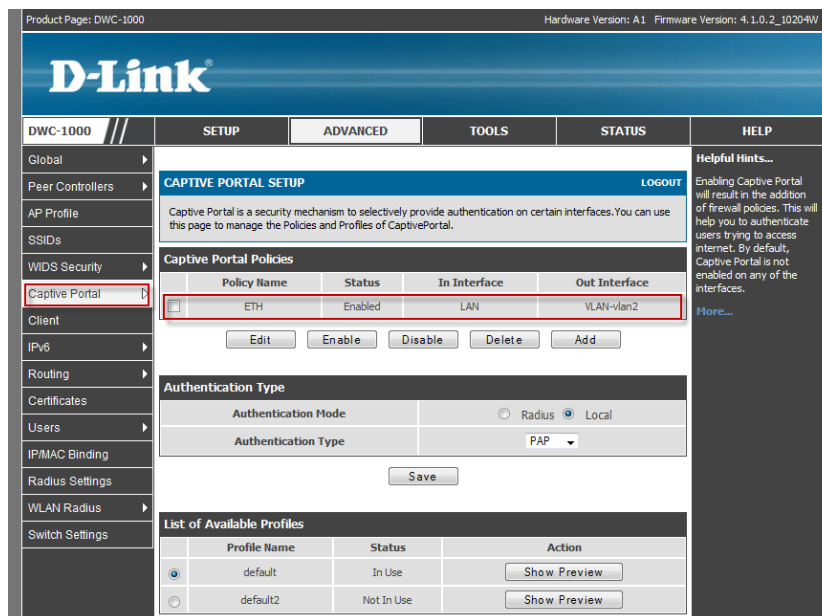 Product Page: DWC-1000 Hardware Version: A1 Firmware Version: 4.1.0.2_10204W
D-Link®
DWC-1000 SETUP ADVANCED TOOLS STATUS HELP
Global
Peer Controllers
AP Profile
SSIDs
WIDS Security
Captive Portal
Client
IPv6
Routing
Certificates
Users
IP/MAC Binding
Radius Settings
WLAN Radius
Switch Settings
CAPTIVE PORTAL SETUP LOGOUT
Captive Portal is a security mechanism to selectively provide authentication on certain interfaces.You can use
this page to manage the Policies and Profiles of CaptivePortal.
Captive Portal Policies
Policy Name Status In Interface Out Interface
ETH Enabled LAN VLAN-vlan2
Edit Enable Disable Delete Add
Authentication Type
Authentication Mode Radius Local
Authentication Type PAP
Save
List of Available Profiles
Profile Name Status Action
default In Use Show Preview
default2 Not In Use Show Preview
Helpful Hints...
Enabling Captive Portal
will result in the addition
of firewall policies. This will
help you to authenticate
users trying to access
internet. By default,
Captive Portal is not
enabled on any of the
interfaces.
More...